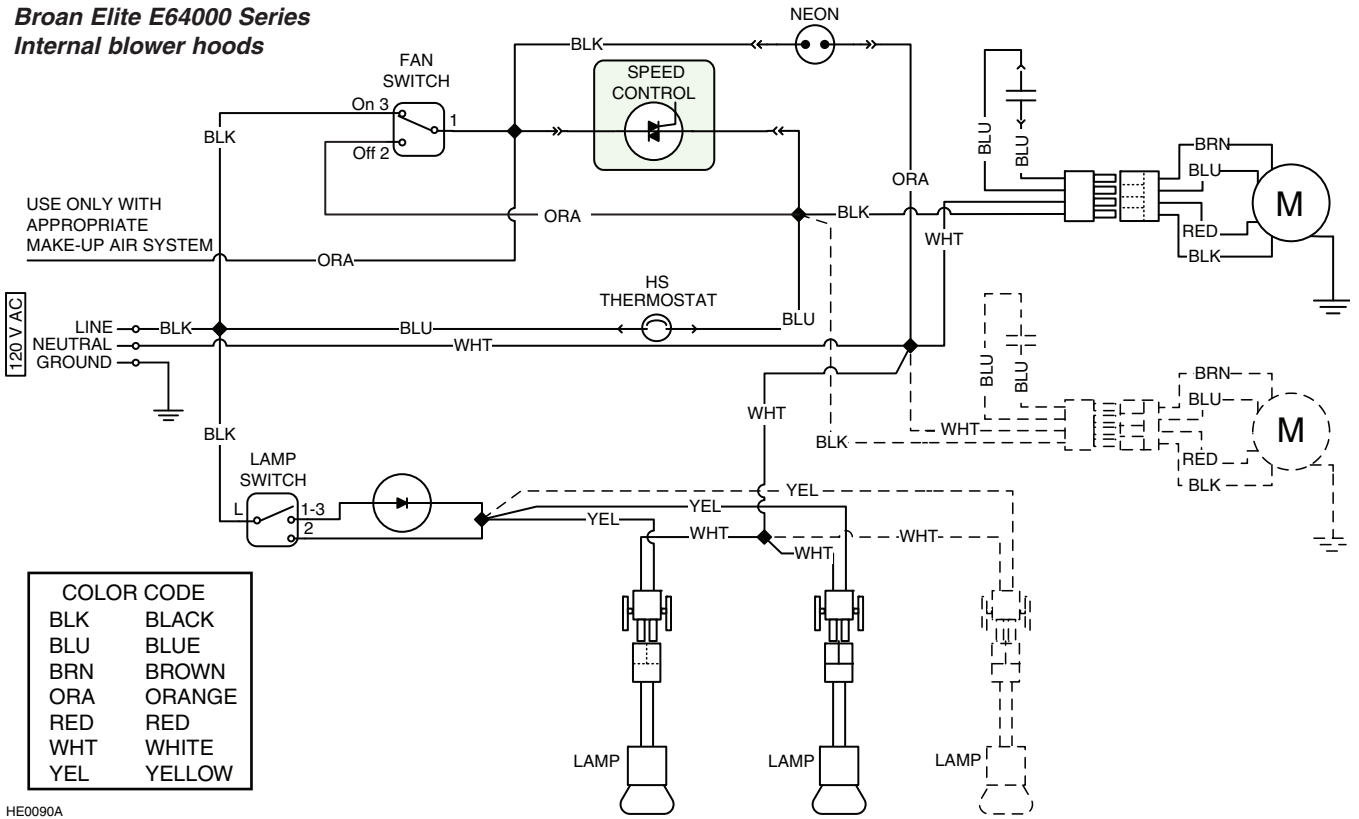 Broan Elite E64000 Series
Internal blower hoods
NEON
BLK
FAN
SWITCH
SPEED
CONTROL
On 3
1
Off 2
BLK
BLU
BLU
BRN
BLU
M
RED
BLK
ORA
USE ONLY WITH
APPROPRIATE
MAKE-UP AIR SYSTEM
ORA
BLK
WHT
ORA
HS
THERMOSTAT
120 V AC
LINE
BLK
BLU
BLU
NEUTRAL
WHT
GROUND
BLU
BLU
BRN
BLU
M
RED
BLK
WHT
WHT
BLK
BLK
LAMP
SWITCH
L
1-3
2
YEL
YEL
YEL
WHT
WHT
WHT
LAMP
LAMP
LAMP
COLOR CODE
BLK BLACK
BLU BLUE
BRN BROWN
ORA ORANGE
RED RED
WHT WHITE
YEL YELLOW
HE0090A